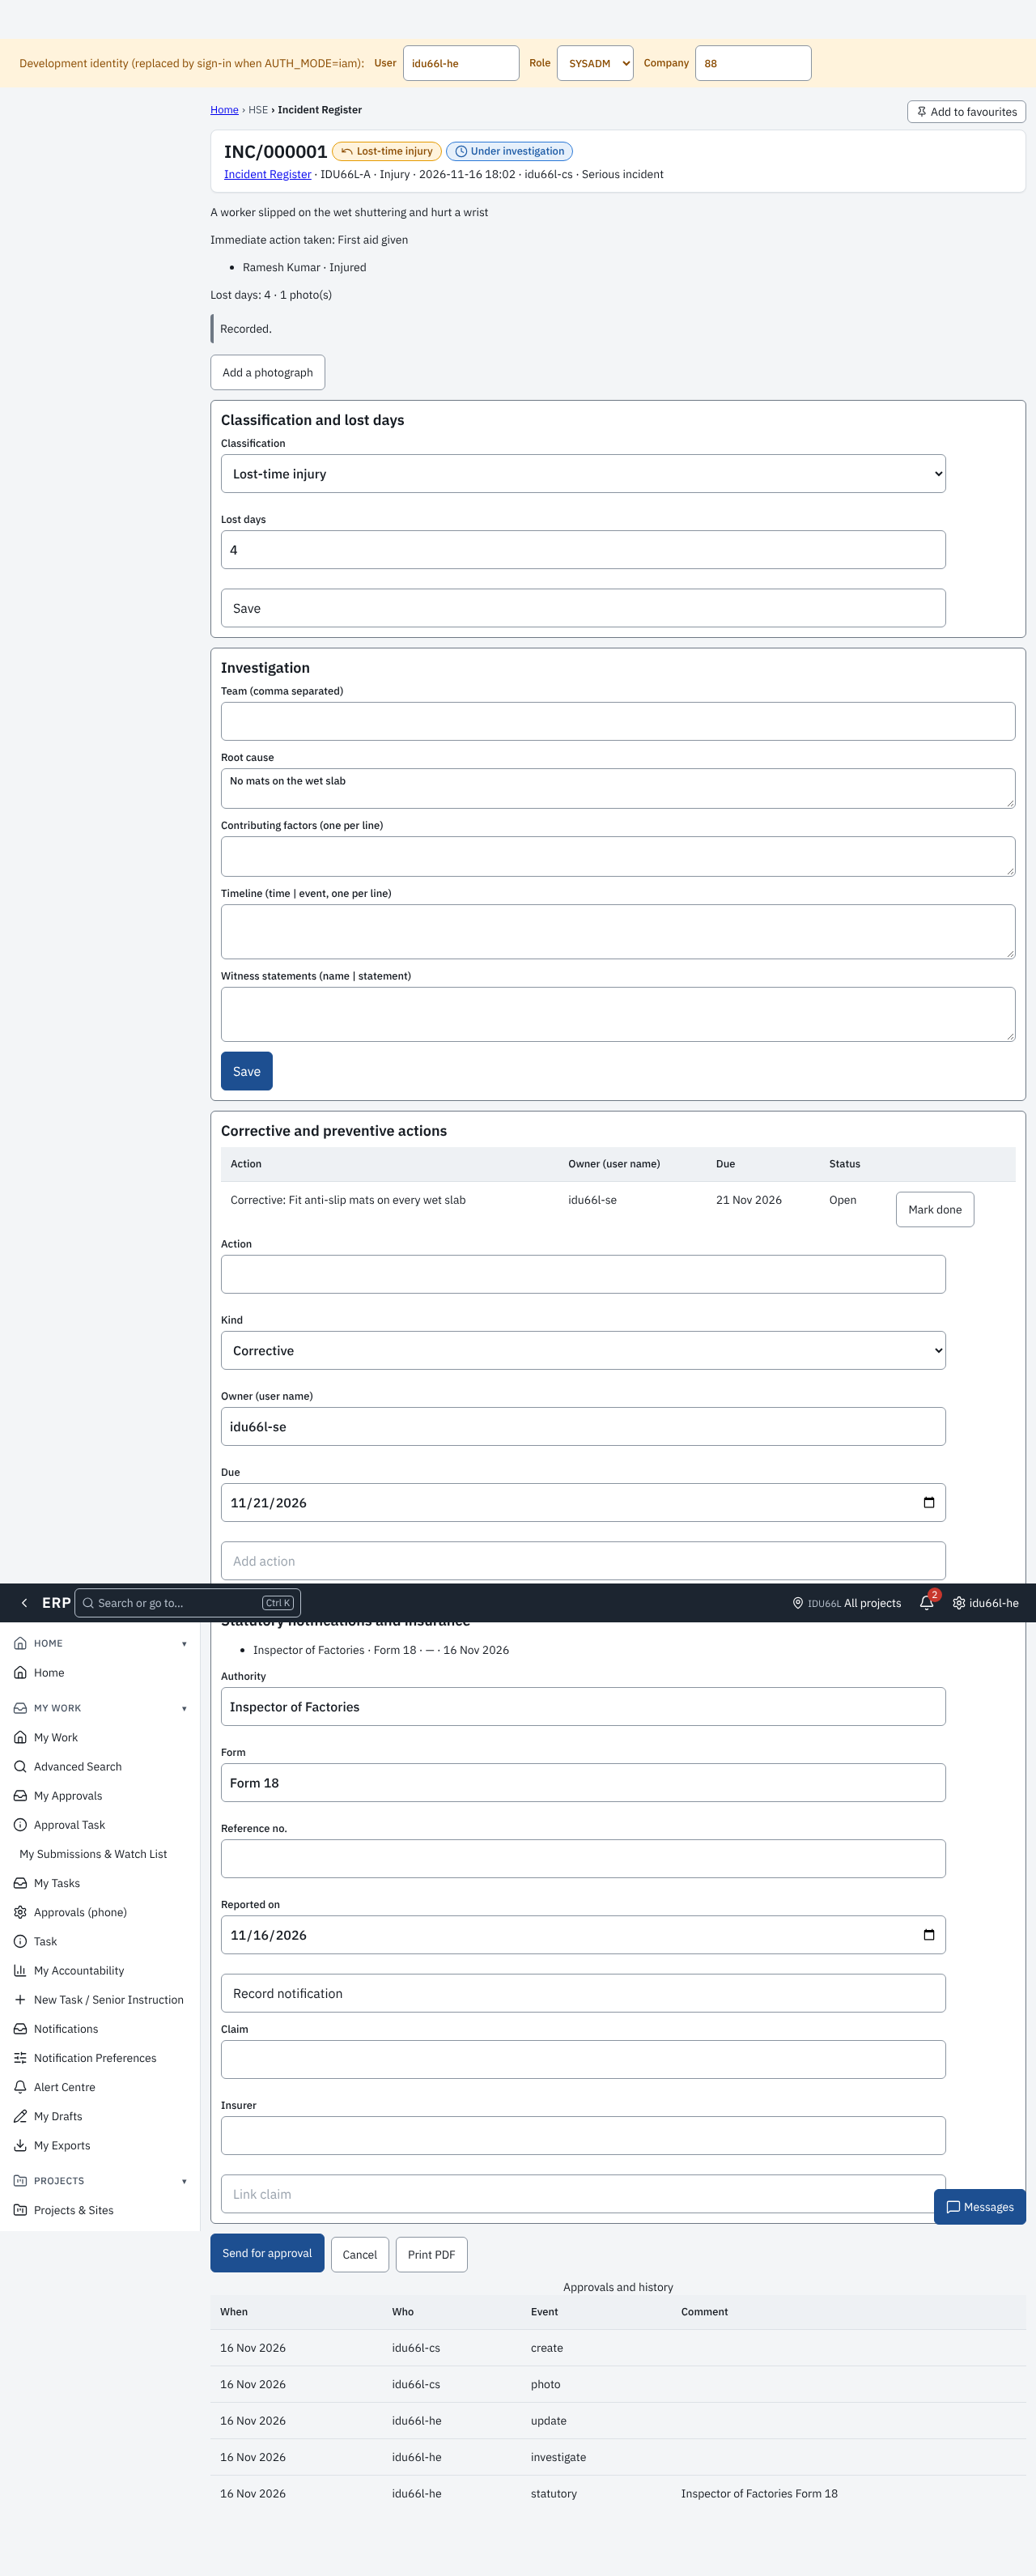 Development identity (replaced by sign-in when AUTH_MODE=iam): User idu66l-he Role SYSADM Company 88
Home › HSE › Incident Register
Add to favourites
INC/000001 Lost-time injury Under investigation
Incident Register · IDU66L-A · Injury · 2026-11-16 18:02 · idu66l-cs · Serious incident
A worker slipped on the wet shuttering and hurt a wrist
Immediate action taken: First aid given
• Ramesh Kumar · Injured
Lost days: 4 · 1 photo(s)
Recorded.
Add a photograph
Classification and lost days
Classification
Lost-time injury
Lost days
4
Save
Investigation
Team (comma separated)
Root cause
No mats on the wet slab
Contributing factors (one per line)
Timeline (time | event, one per line)
Witness statements (name | statement)
Save
Corrective and preventive actions
Action Owner (user name) Due Status
Corrective: Fit anti-slip mats on every wet slab idu66l-se 21 Nov 2026 Open Mark done
Action
Kind
Corrective
Owner (user name)
idu66l-se
Due
11/21/2026
Add action
ERP Search or go to... Ctrl K IDU66L All projects 2 idu66l-he
HOME
Home
MY WORK
My Work
Advanced Search
My Approvals
Approval Task
My Submissions & Watch List
My Tasks
Approvals (phone)
Task
My Accountability
New Task / Senior Instruction
Notifications
Notification Preferences
Alert Centre
My Drafts
My Exports
PROJECTS
Projects & Sites
Statutory notifications and insurance
• Inspector of Factories · Form 18 · — · 16 Nov 2026
Authority
Inspector of Factories
Form
Form 18
Reference no.
Reported on
11/16/2026
Record notification
Claim
Insurer
Link claim
Messages
Send for approval Cancel Print PDF
Approvals and history
When Who Event Comment
16 Nov 2026 idu66l-cs create
16 Nov 2026 idu66l-cs photo
16 Nov 2026 idu66l-he update
16 Nov 2026 idu66l-he investigate
16 Nov 2026 idu66l-he statutory Inspector of Factories Form 18